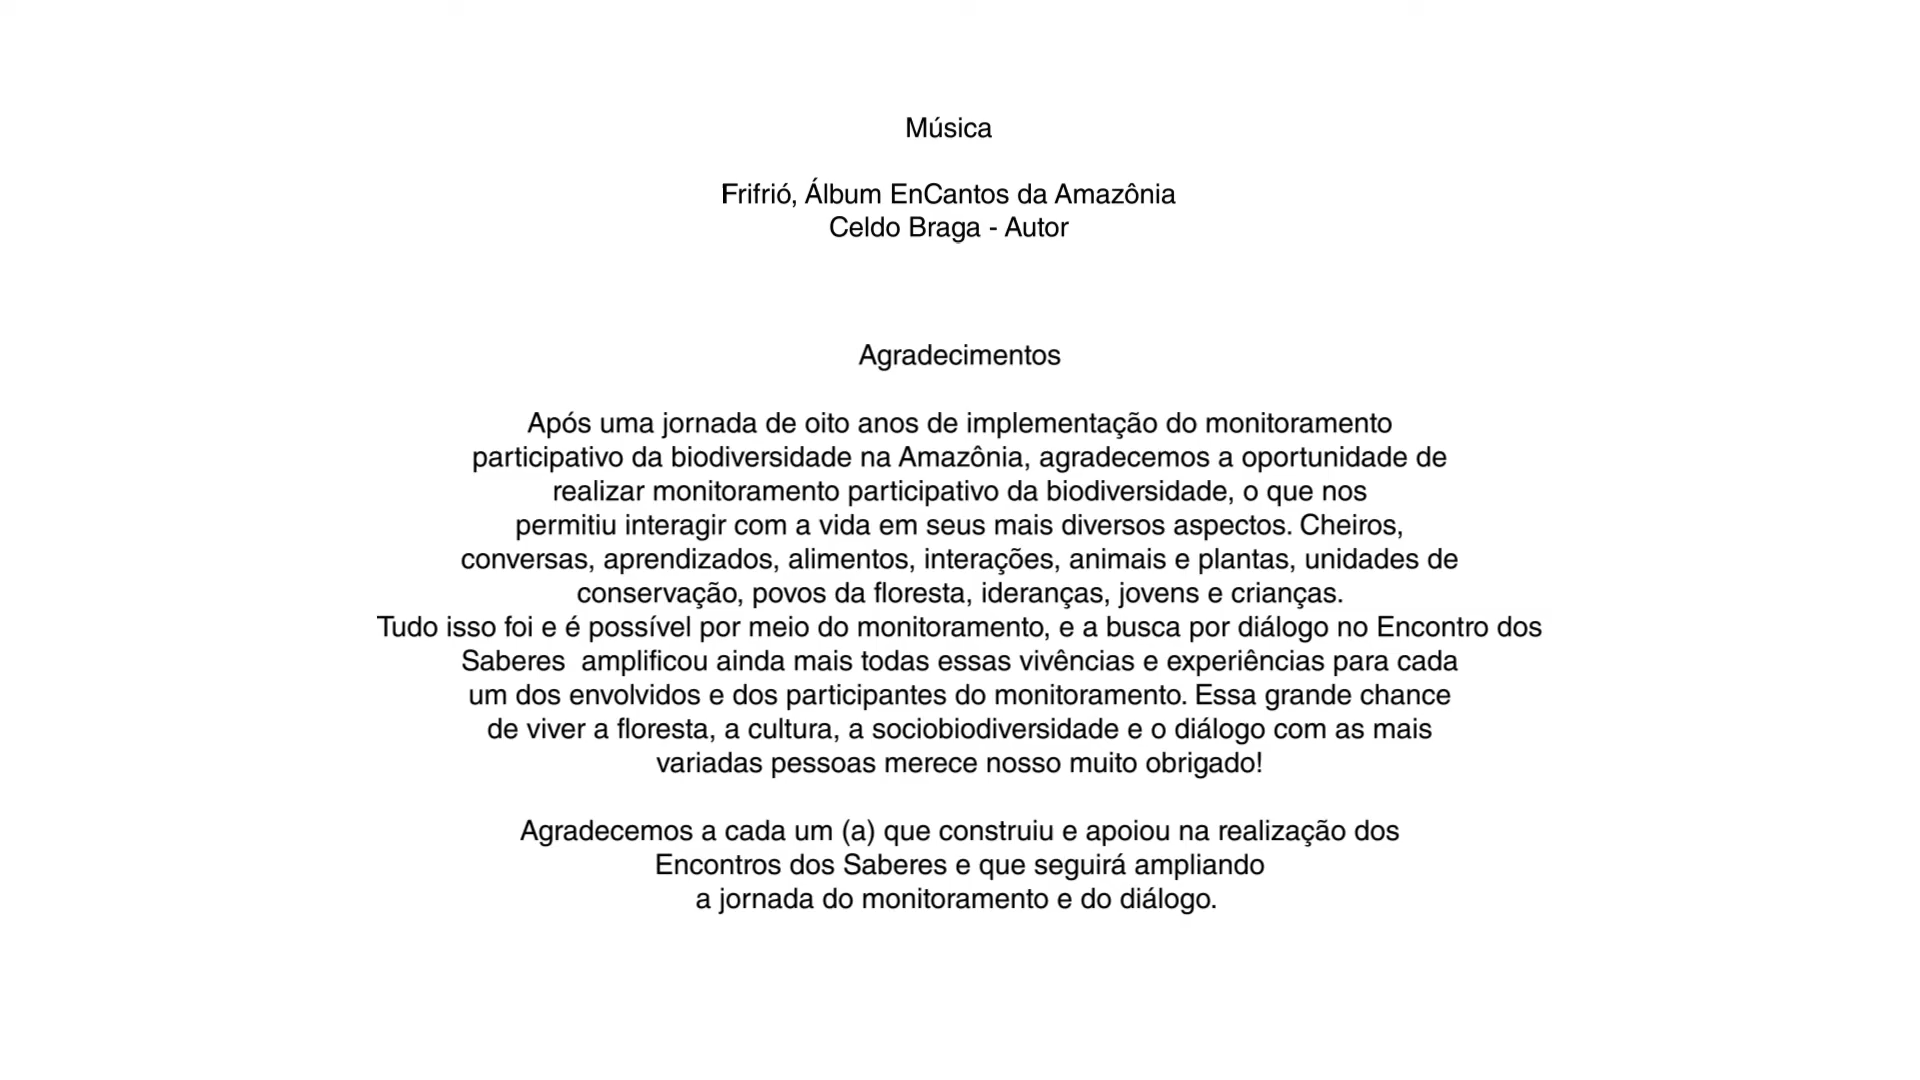 Música
Frifrió, Álbum EnCantos da Amazônia
Celdo Braga - Autor
Agradecimentos
Após uma jornada de oito anos de implementação do monitoramento
participativo da biodiversidade na Amazônia, agradecemos a oportunidade de
realizar monitoramento participativo da biodiversidade, o que nos
permitiu interagir com a vida em seus mais diversos aspectos. Cheiros,
conversas, aprendizados, alimentos, interações, animais e plantas, unidades de
conservação, povos da floresta, ideranças, jovens e crianças.
Tudo isso foi e é possível por meio do monitoramento, e a busca por diálogo no Encontro dos
Saberes  amplificou ainda mais todas essas vivências e experiências para cada
um dos envolvidos e dos participantes do monitoramento. Essa grande chance
de viver a floresta, a cultura, a sociobiodiversidade e o diálogo com as mais
variadas pessoas merece nosso muito obrigado!
Agradecemos a cada um (a) que construiu e apoiou na realização dos
Encontros dos Saberes e que seguirá ampliando
a jornada do monitoramento e do diálogo.